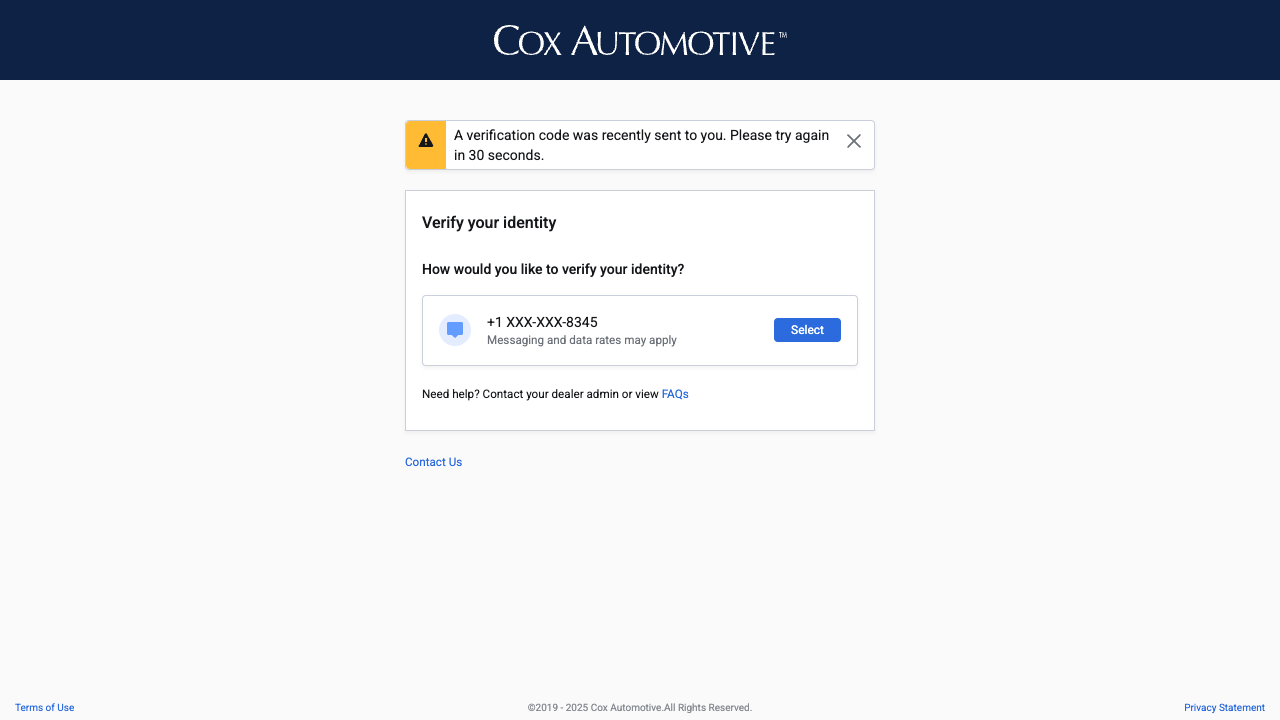 COX AUTOMOTIVE™
A verification code was recently sent to you. Please try again
in 30 seconds.
Verify your identity
How would you like to verify your identity?
+1 XXX-XXX-8345
Messaging and data rates may apply
Select
Need help? Contact your dealer admin or view FAQs
Contact Us
Terms of Use
©2019 - 2025 Cox Automotive.All Rights Reserved.
Privacy Statement